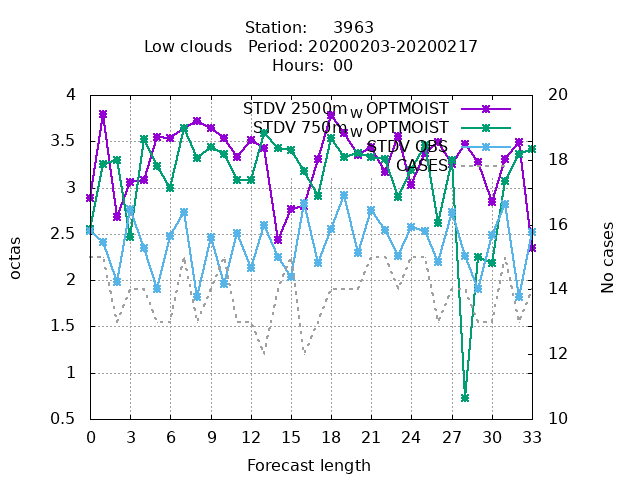 Station: 3963
Low clouds Period: 20200203-20200217
Hours: 00
4
3.5
3
2.5
2
1.5
1
0.5
20
18
16
14
12
10
octas
No cases
STDV 2500m_W OPTMOIST
STDV 750m_W OPTMOIST
STDV OBS
CASES
0 3 6 9 12 15 18 21 24 27 30 33
Forecast length